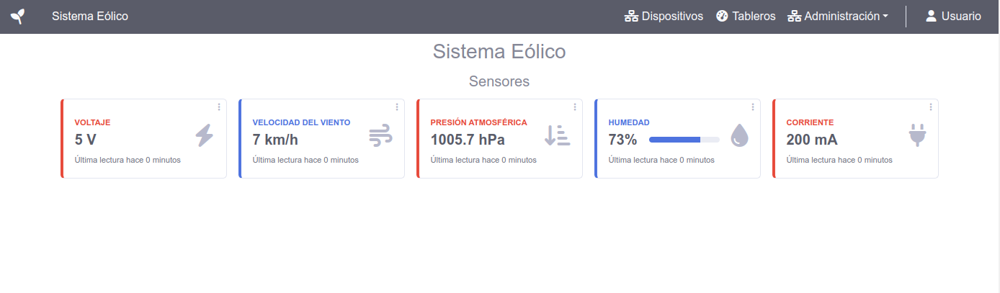 Sistema Eólico
Dispositivos
Tableros
Administración
Usuario
Sistema Eólico
Sensores
VOLTAJE
5 V
Última lectura hace 0 minutos
VELOCIDAD DEL VIENTO
7 km/h
Última lectura hace 0 minutos
PRESIÓN ATMOSFÉRICA
1005.7 hPa
Última lectura hace 0 minutos
HUMEDAD
73%
Última lectura hace 0 minutos
CORRIENTE
200 mA
Última lectura hace 0 minutos